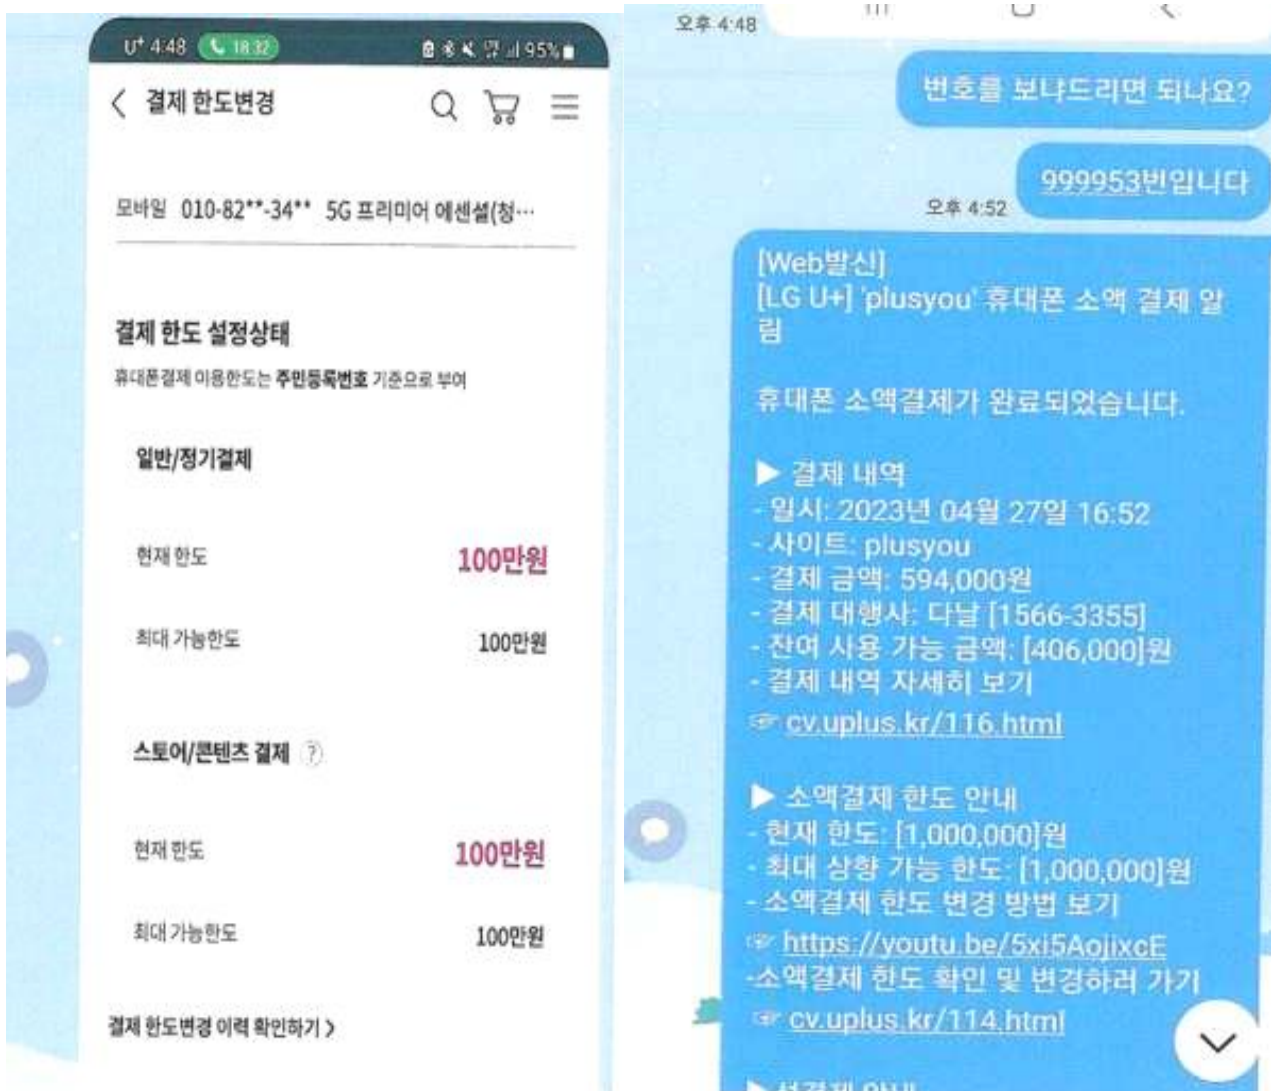 U+ 4:48 18:32 95%
결제 한도변경
모바일 010-82**-34** 5G 프리미어 에센셜(청…
결제 한도 설정상태
휴대폰결제 이용한도는 주민등록번호 기준으로 부여
일반/정기결제
현재 한도 100만원
최대 가능한도 100만원
스토어/콘텐츠 결제 ?
현재 한도 100만원
최대 가능한도 100만원
결제 한도변경 이력 확인하기 >
오후 4:48
번호를 보냐드리면 되나요?
999953번입니다
오후 4:52
[Web발신]
[LG U+] 'plusyou' 휴대폰 소액 결제 알
림
휴대폰 소액결제가 완료되었습니다.
▶ 결제 내역
- 일시: 2023년 04월 27일 16:52
- 사이트: plusyou
- 결제 금액: 594,000원
- 결제 대행사: 다날 [1566-3355]
- 잔여 사용 가능 금액: [406,000]원
- 결제 내역 자세히 보기
☞ cv.uplus.kr/116.html
▶ 소액결제 한도 안내
- 현재 한도: [1,000,000]원
- 최대 상향 가능 한도: [1,000,000]원
- 소액결제 한도 변경 방법 보기
☞ https://youtu.be/5xi5AojixcE
-소액결제 한도 확인 및 변경하러 가기
☞ cv.uplus.kr/114.html